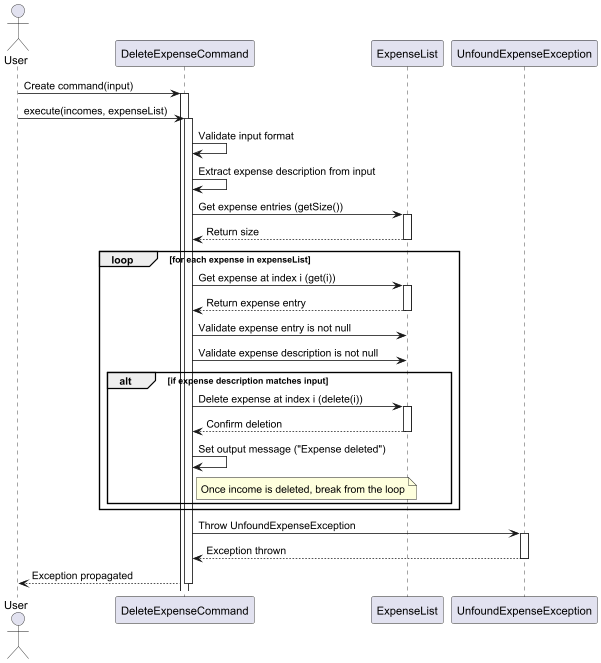 User
DeleteExpenseCommand
ExpenseList
UnfoundExpenseException
Create command(input)
execute(incomes, expenseList)
Validate input format
Extract expense description from input
Get expense entries (getSize())
Return size
loop
[for each expense in expenseList]
Get expense at index i (get(i))
Return expense entry
Validate expense entry is not null
Validate expense description is not null
alt
[if expense description matches input]
Delete expense at index i (delete(i))
Confirm deletion
Set output message ("Expense deleted")
Once income is deleted, break from the loop
Throw UnfoundExpenseException
Exception thrown
Exception propagated
User
DeleteExpenseCommand
ExpenseList
UnfoundExpenseException